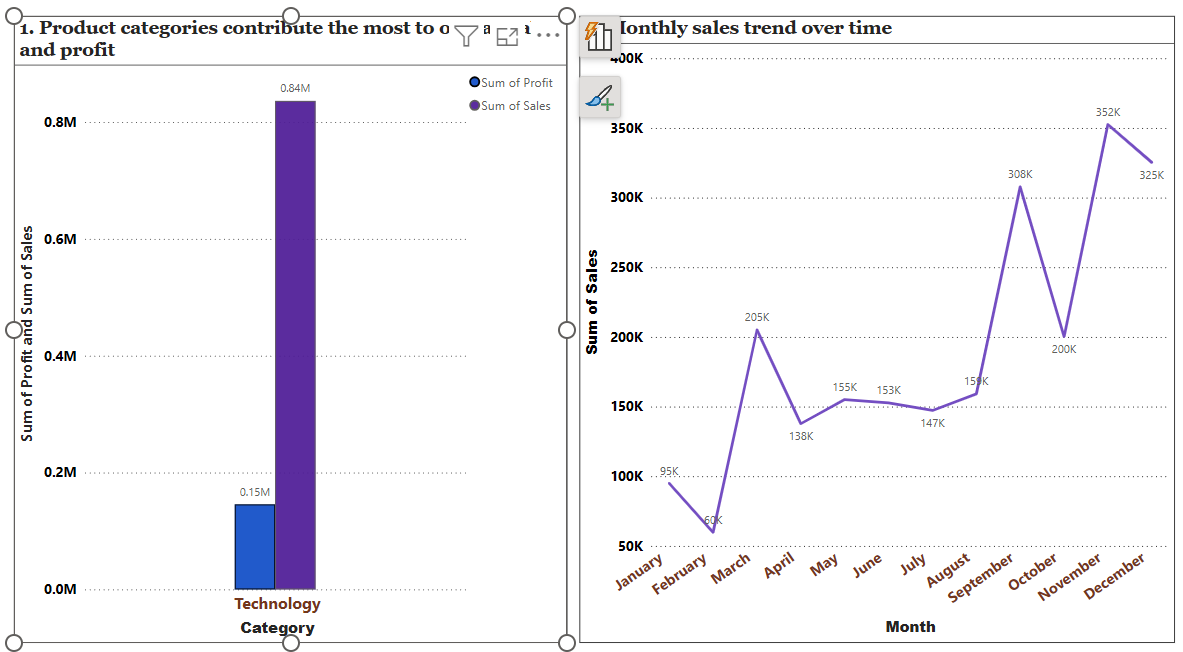 1. Product categories contribute the most to
and profit
Sum of Profit
Sum of Sales
0.84M
0.15M
0.8M
0.6M
0.4M
0.2M
0.0M
Sum of Profit and Sum of Sales
Technology
Category
onthly sales trend over time
400K
350K
300K
250K
200K
150K
100K
50K
Sum of Sales
95K
60K
205K
138K
155K
153K
147K
159K
308K
200K
352K
325K
January
February
March
April
May
June
July
August
September
October
November
December
Month